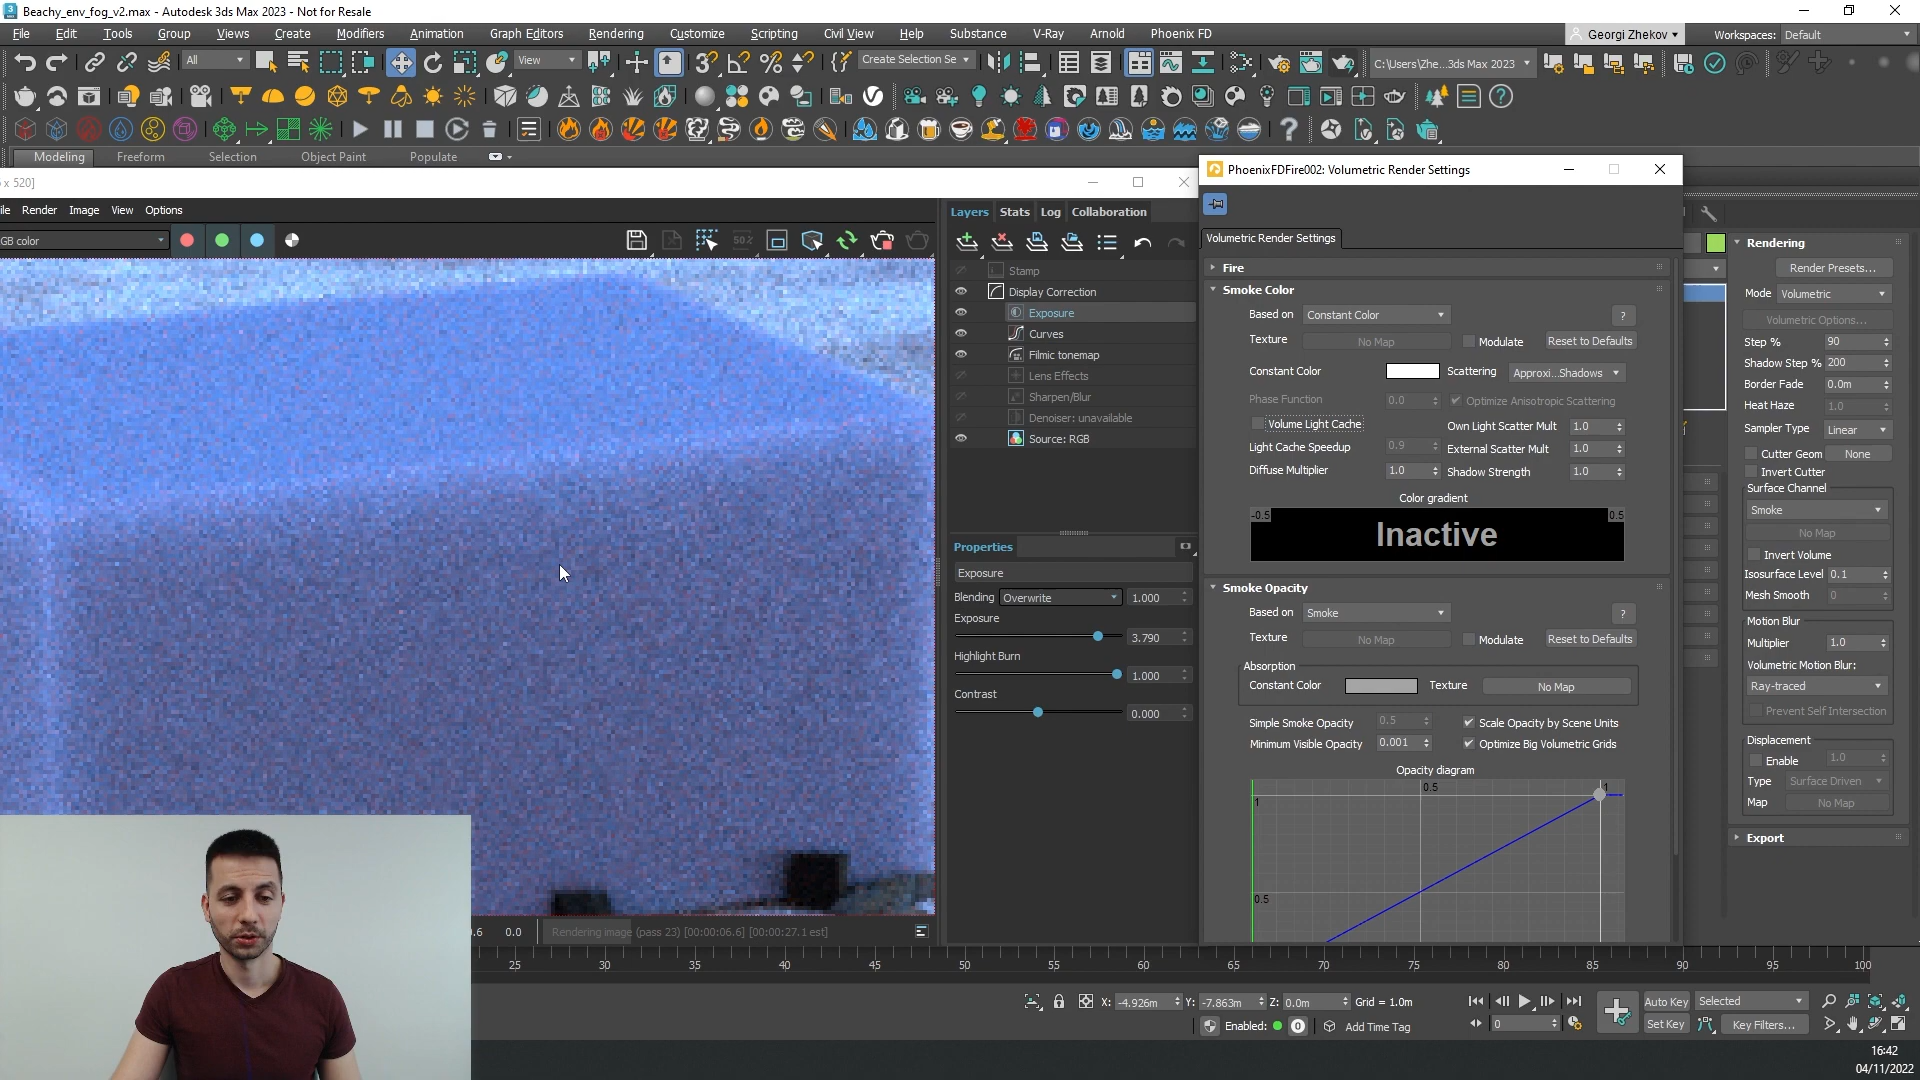 Beachy_env_fog_v2.max - Autodesk 3ds Max 2023 - Not for Resale
File Edit Tools Group Views Create Modifiers Animation Graph Editors Rendering Customize Scripting Civil View Help Substance V-Ray Arnold Phoenix FD
Georgi Zhekov Workspaces: Default
All View Create Selection Se C:\Users\Zhe...3ds Max 2023
Modeling Freeform Selection Object Paint Populate
x 520]
ile Render Image View Options
GB color
Layers Stats Log Collaboration
Stamp
Display Correction
Exposure
Curves
Filmic tonemap
Lens Effects
Sharpen/Blur
Denoiser: unavailable
Source: RGB
Properties
Exposure
Blending Overwrite 1.000
Exposure
3.790
Highlight Burn
1.000
Contrast
0.000
PhoenixFDFire002: Volumetric Render Settings
Volumetric Render Settings
Fire
Smoke Color
Based on Constant Color ?
Texture No Map Modulate Reset to Defaults
Constant Color Scattering Approxi...Shadows
Phase Function 0.0 Optimize Anisotropic Scattering
Volume Light Cache Own Light Scatter Mult 1.0
Light Cache Speedup 0.9 External Scatter Mult 1.0
Diffuse Multiplier 1.0 Shadow Strength 1.0
Color gradient
-0.5 Inactive 0.5
Smoke Opacity
Based on Smoke ?
Texture No Map Modulate Reset to Defaults
Absorption
Constant Color Texture No Map
Simple Smoke Opacity 0.5 Scale Opacity by Scene Units
Minimum Visible Opacity 0.001 Optimize Big Volumetric Grids
Opacity diagram
0.5 1
1
0.5
Rendering
Render Presets...
Mode Volumetric
Volumetric Options...
Step % 90
Shadow Step % 200
Border Fade 0.0m
Heat Haze 1.0
Sampler Type Linear
Cutter Geom None
Invert Cutter
Surface Channel
Smoke
No Map
Invert Volume
Isosurface Level 0.1
Mesh Smooth 0
Motion Blur
Multiplier 1.0
Volumetric Motion Blur:
Ray-traced
Prevent Self Intersection
Displacement
Enable 1.0
Type Surface Driven
Map No Map
Export
.6 0.0 Rendering image (pass 23) [00:00:06.6] [00:00:27.1 est]
25 30 35 40 45 50 55 60 65 70 75 80 85 90 95 100
X: -4.926m Y: -7.863m Z: 0.0m Grid = 1.0m
Enabled: 0 Add Time Tag
Auto Key Selected
0 Set Key Key Filters...
16:42
04/11/2022